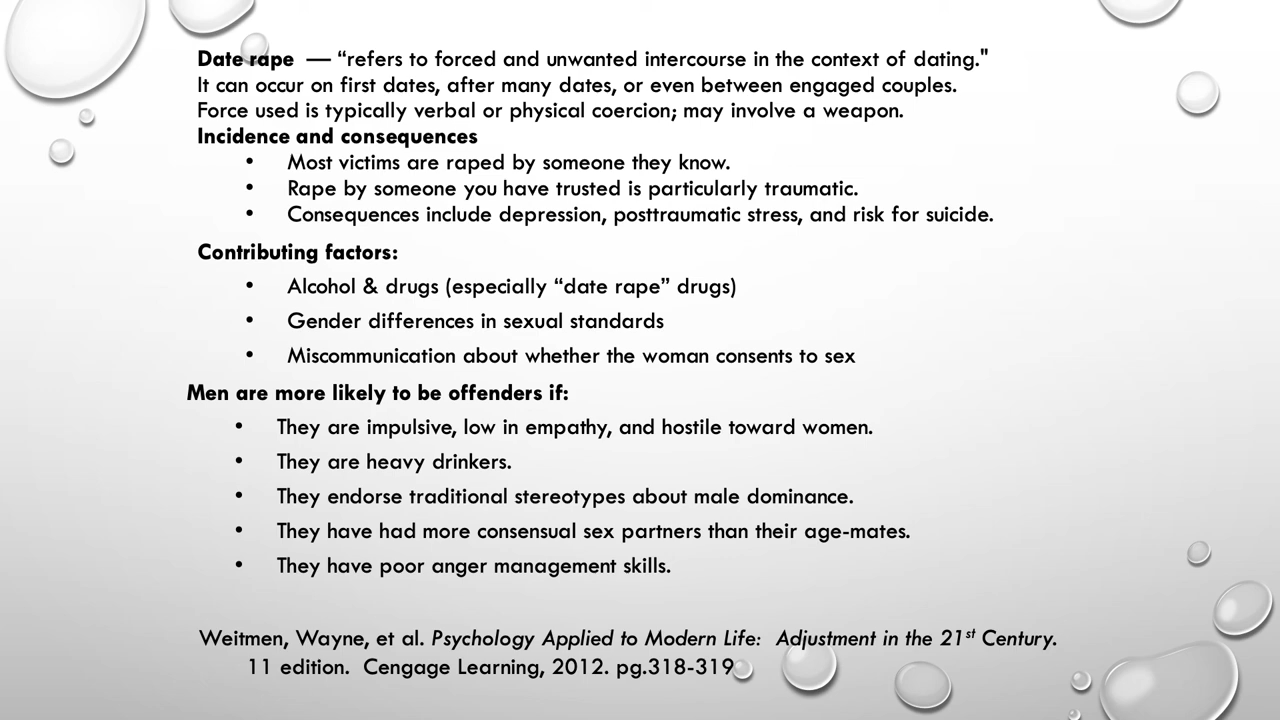 Date rape — “refers to forced and unwanted intercourse in the context of dating."
It can occur on first dates, after many dates, or even between engaged couples.
Force used is typically verbal or physical coercion; may involve a weapon.
Incidence and consequences
• Most victims are raped by someone they know.
• Rape by someone you have trusted is particularly traumatic.
• Consequences include depression, posttraumatic stress, and risk for suicide.
Contributing factors:
• Alcohol & drugs (especially “date rape” drugs)
• Gender differences in sexual standards
• Miscommunication about whether the woman consents to sex
Men are more likely to be offenders if:
• They are impulsive, low in empathy, and hostile toward women.
• They are heavy drinkers.
• They endorse traditional stereotypes about male dominance.
• They have had more consensual sex partners than their age-mates.
• They have poor anger management skills.
Weitmen, Wayne, et al. Psychology Applied to Modern Life: Adjustment in the 21st Century.
11 edition. Cengage Learning, 2012. pg.318-319